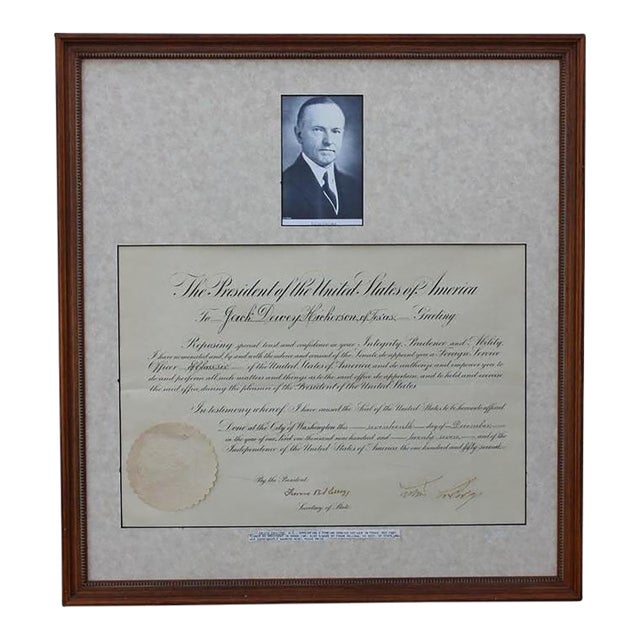 The President of the United States of America
To Jack Dewey Hickerson, of Texas, Greeting:
Reposing special trust and confidence in your Integrity, Prudence and Ability
I have nominated and, by and with the advice and consent of the Senate, do appoint you a Foreign Service
Officer of Class six of the United States of America and do authorize and empower you to
do and perform all such matters and things as to the said office do appertain, and to hold and exercise
the said office, during the pleasure of the President of the United States.
In testimony whereof, I have caused the Seal of the United States to be hereunto affixed.
Done at the City of Washington this seventeenth day of December
in the year of our Lord one thousand nine hundred and twenty seven, and of the
Independence of the United States of America the one hundred and fifty second.
By the President:
Secretary of State.